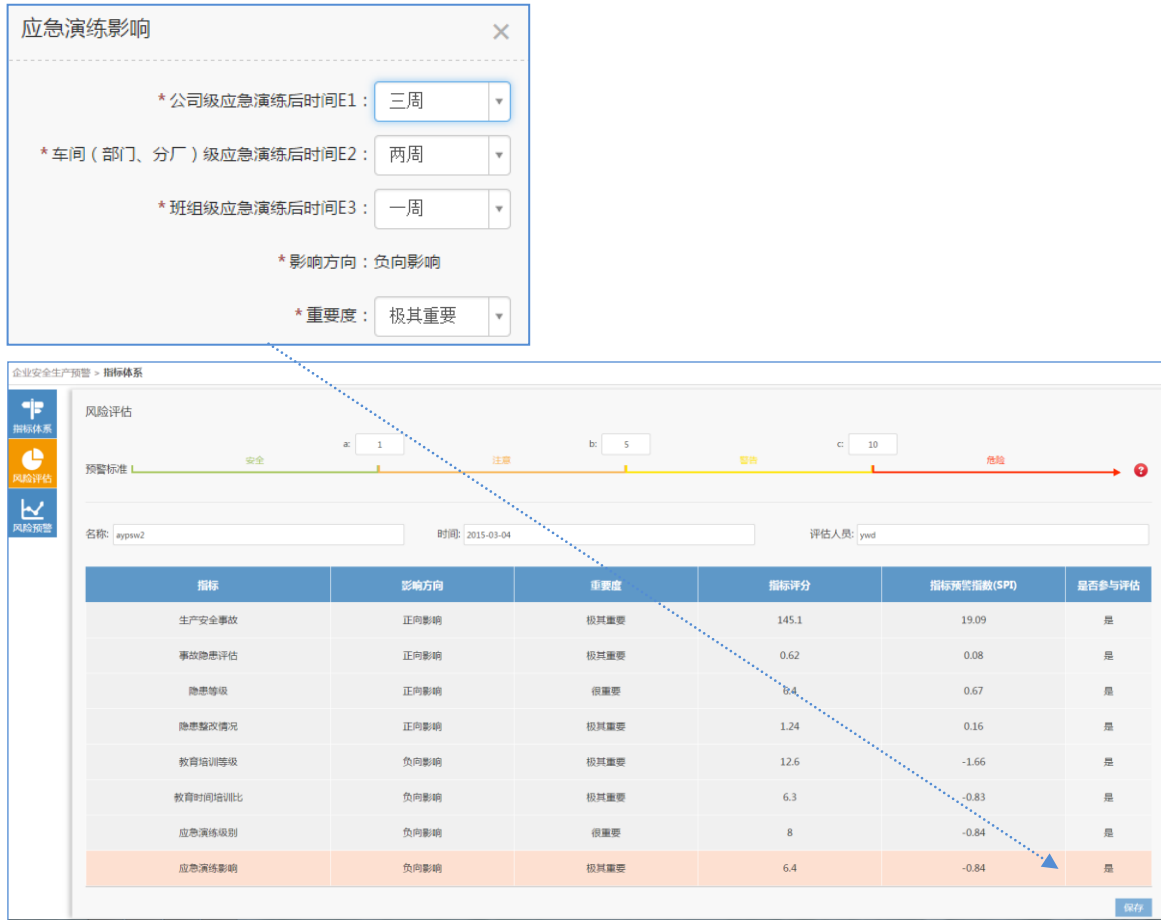 应急演练影响 ×
*公司级应急演练后时间E1： 三周
*车间（部门、分厂）级应急演练后时间E2： 两周
*班组级应急演练后时间E3： 一周
*影响方向：负向影响
*重要度： 极其重要
企业安全生产预警 > 指标体系
指标体系
风险评估
风险预警
风险评估
a: 1 b: 5 c: 10
预警标准 安全 注意 警告 危险 ?
名称: aypsw2 时间: 2015-03-04 评估人员: ywd
指标 影响方向 重要度 指标评分 指标预警指数(SPI) 是否参与评估
生产安全事故 正向影响 极其重要 145.1 19.09 是
事故隐患评估 正向影响 极其重要 0.62 0.08 是
隐患等级 正向影响 很重要 6.4 0.67 是
隐患整改情况 正向影响 极其重要 1.24 0.16 是
教育培训等级 负向影响 极其重要 12.6 -1.66 是
教育时间培训比 负向影响 极其重要 6.3 -0.83 是
应急演练级别 负向影响 很重要 8 -0.84 是
应急演练影响 负向影响 极其重要 6.4 -0.84 是
保存